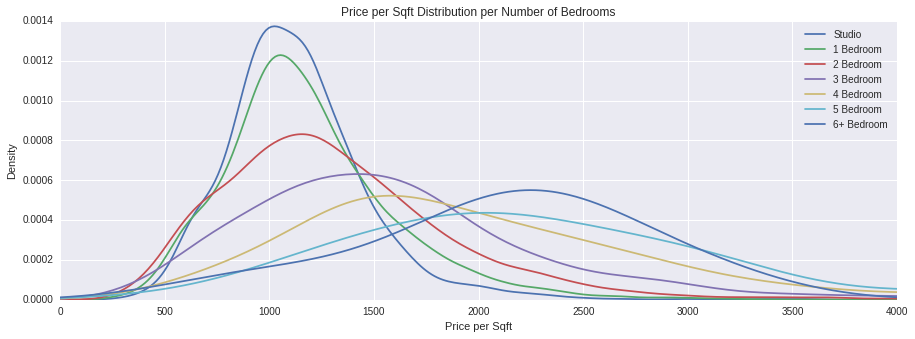 Price per Sqft Distribution per Number of Bedrooms
0.0014
0.0012
0.0010
0.0008
0.0006
0.0004
0.0002
0.0000
Density
Studio
1 Bedroom
2 Bedroom
3 Bedroom
4 Bedroom
5 Bedroom
6+ Bedroom
0 500 1000 1500 2000 2500 3000 3500 4000
Price per Sqft